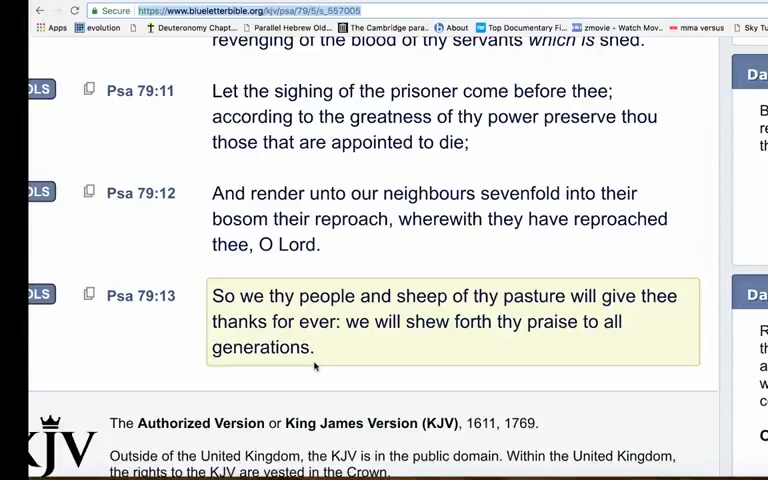 Secure https://www.blueletterbible.org/kjv/psa/79/5/s_557005
Apps evolution Deuteronomy Chapt... Parallel Hebrew Old... The Cambridge para... About Top Documentary Fi... zmovie - Watch Mov... mma versus Sky Tu
revenging of the blood of thy servants which is shed.
OLS Psa 79:11 Let the sighing of the prisoner come before thee;
according to the greatness of thy power preserve thou
those that are appointed to die;
OLS Psa 79:12 And render unto our neighbours sevenfold into their
bosom their reproach, wherewith they have reproached
thee, O Lord.
OLS Psa 79:13 So we thy people and sheep of thy pasture will give thee
thanks for ever: we will shew forth thy praise to all
generations.
KJV
The Authorized Version or King James Version (KJV), 1611, 1769.
Outside of the United Kingdom, the KJV is in the public domain. Within the United Kingdom,
the rights to the KJV are vested in the Crown.
Da
Da